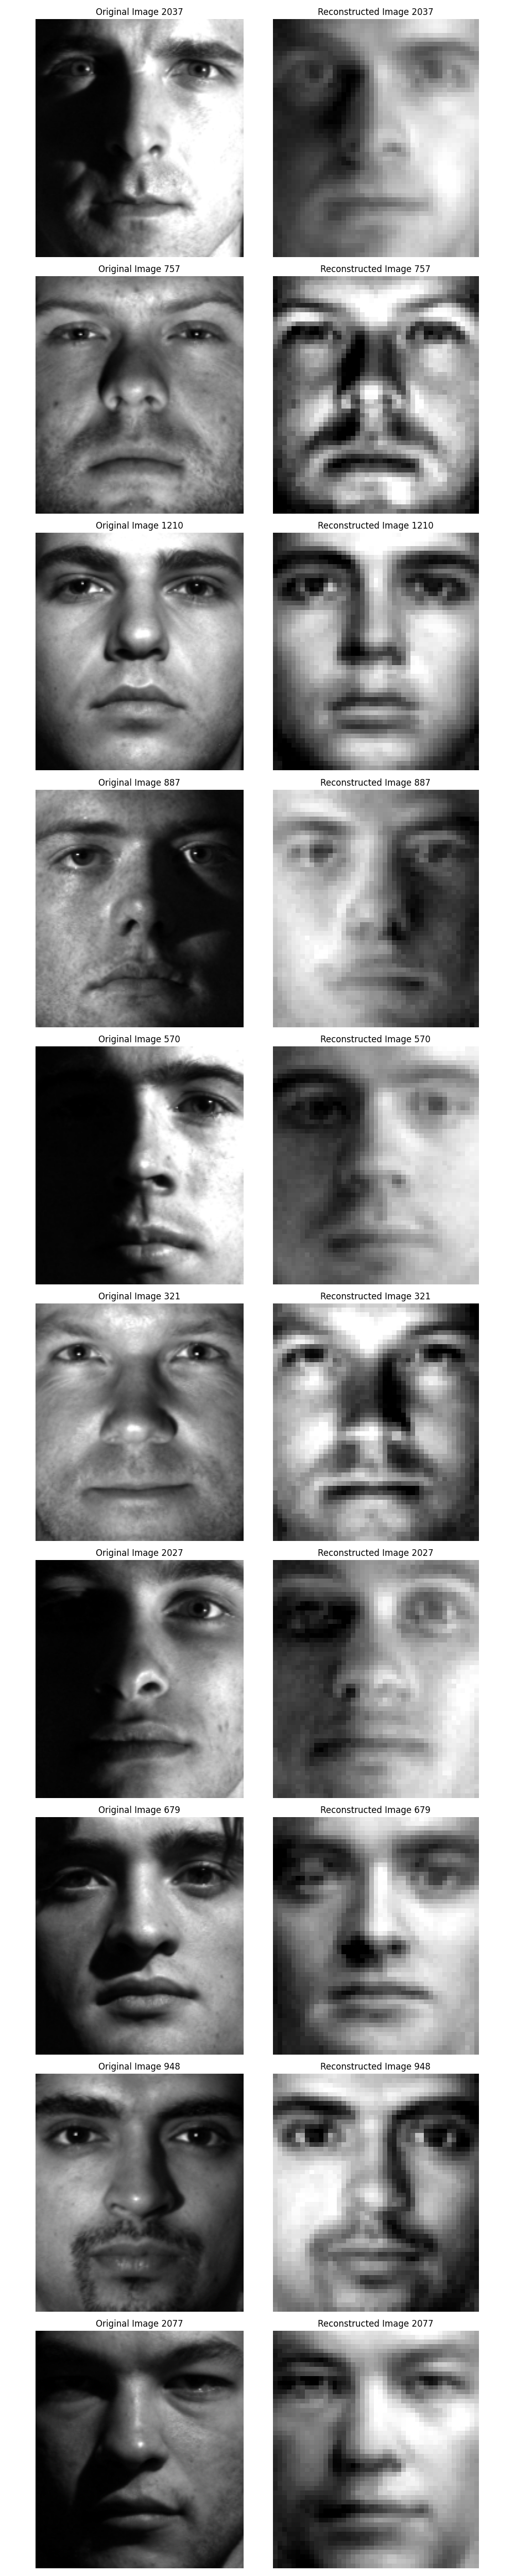 Original Image 2037
Reconstructed Image 2037
Original Image 757
Reconstructed Image 757
Original Image 1210
Reconstructed Image 1210
Original Image 887
Reconstructed Image 887
Original Image 570
Reconstructed Image 570
Original Image 321
Reconstructed Image 321
Original Image 2027
Reconstructed Image 2027
Original Image 679
Reconstructed Image 679
Original Image 948
Reconstructed Image 948
Original Image 2077
Reconstructed Image 2077